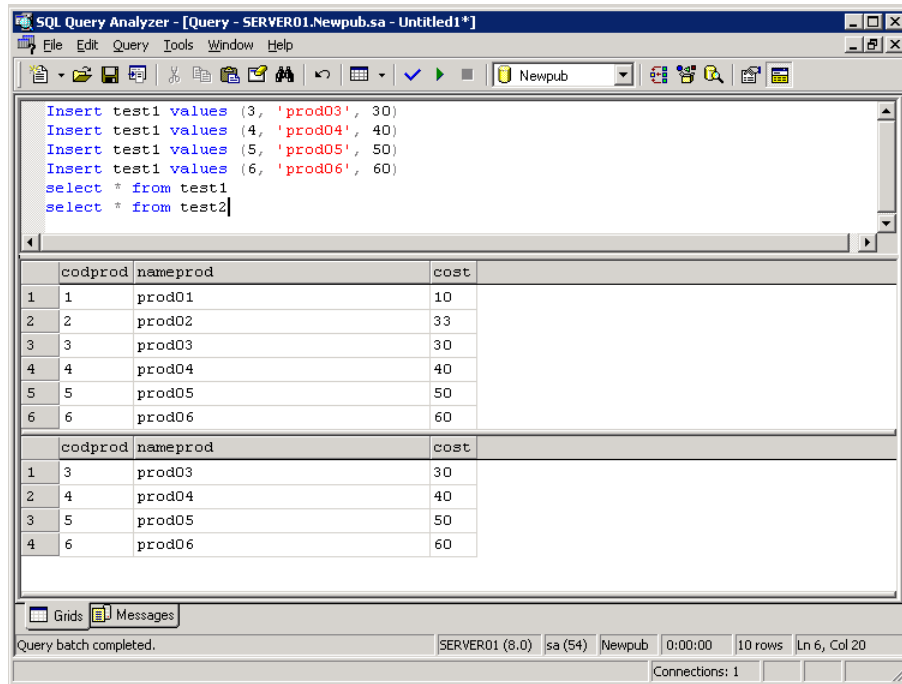 SQL Query Analyzer - [Query - SERVER01.Newpub.sa - Untitled1*]
File Edit Query Tools Window Help
Newpub
Insert test1 values (3, 'prod03', 30)
Insert test1 values (4, 'prod04', 40)
Insert test1 values (5, 'prod05', 50)
Insert test1 values (6, 'prod06', 60)
select * from test1
select * from test2
codprod nameprod cost
1 1 prod01 10
2 2 prod02 33
3 3 prod03 30
4 4 prod04 40
5 5 prod05 50
6 6 prod06 60
codprod nameprod cost
1 3 prod03 30
2 4 prod04 40
3 5 prod05 50
4 6 prod06 60
Grids Messages
Query batch completed. SERVER01 (8.0) sa (54) Newpub 0:00:00 10 rows Ln 6, Col 20
Connections: 1